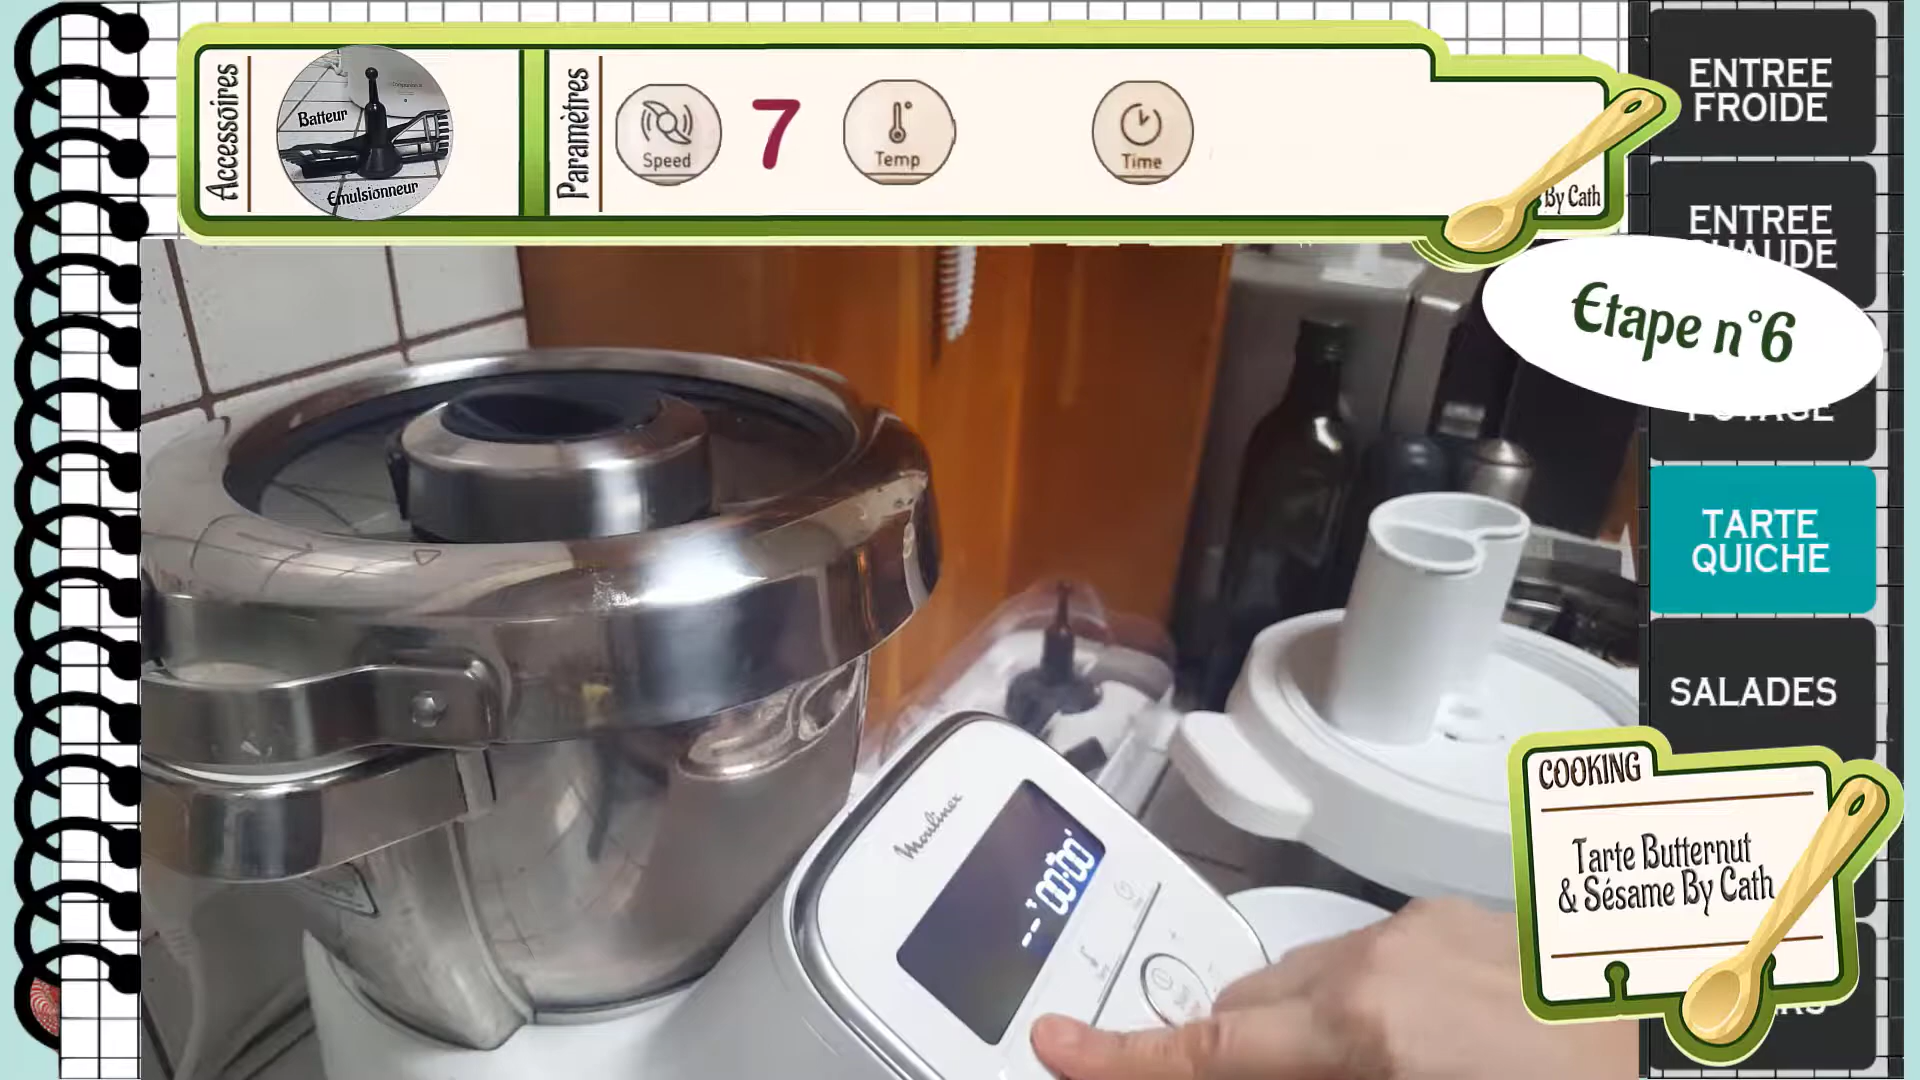 Accessoires
Batteur
Emulsionneur
Paramètres
Speed
7
Temp
Time
By Cath
ENTREE
FROIDE
ENTREE
Etape n°6
TARTE
QUICHE
SALADES
COOKING
Tarte Butternut
& Sésame By Cath
Moulinex
00:00